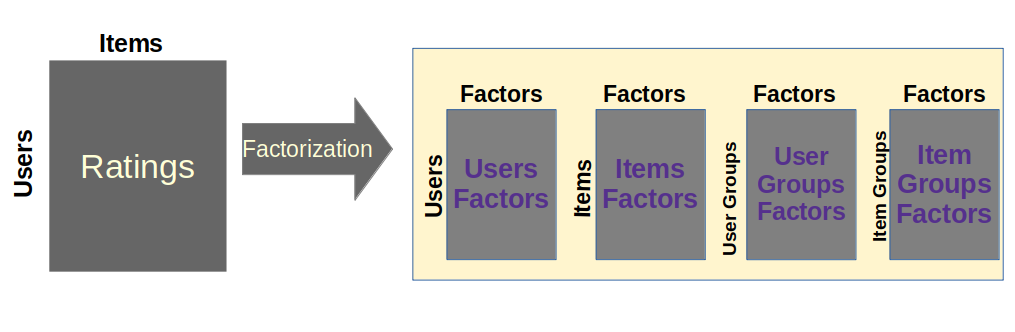 Items
Users
Ratings
Factorization
Factors
Users
Users
Factors
Factors
Items
Items
Factors
Factors
User Groups
User
Groups
Factors
Factors
Item Groups
Item
Groups
Factors